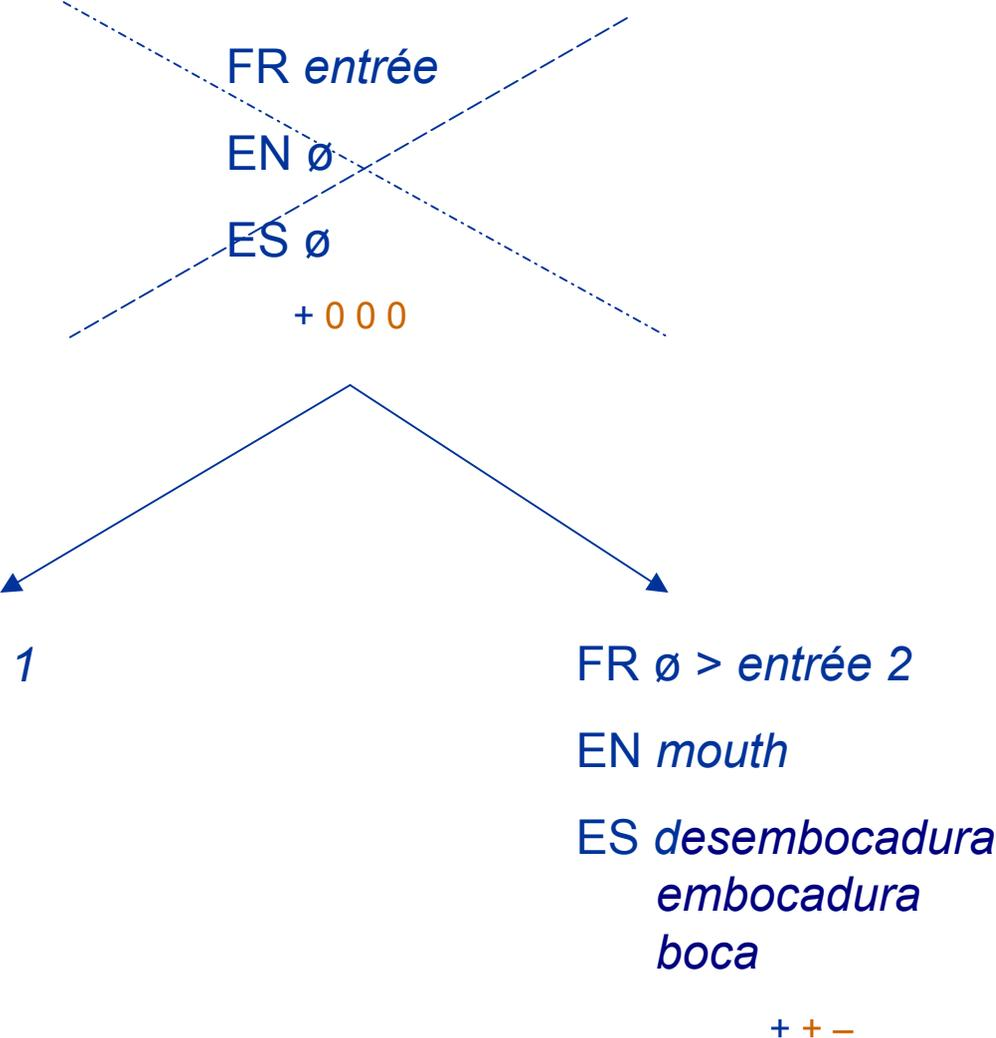 FR entrée
EN ø
ES ø
+ 0 0 0
1
FR ø > entrée 2
EN mouth
ES desembocadura
embocadura
boca
+ + –